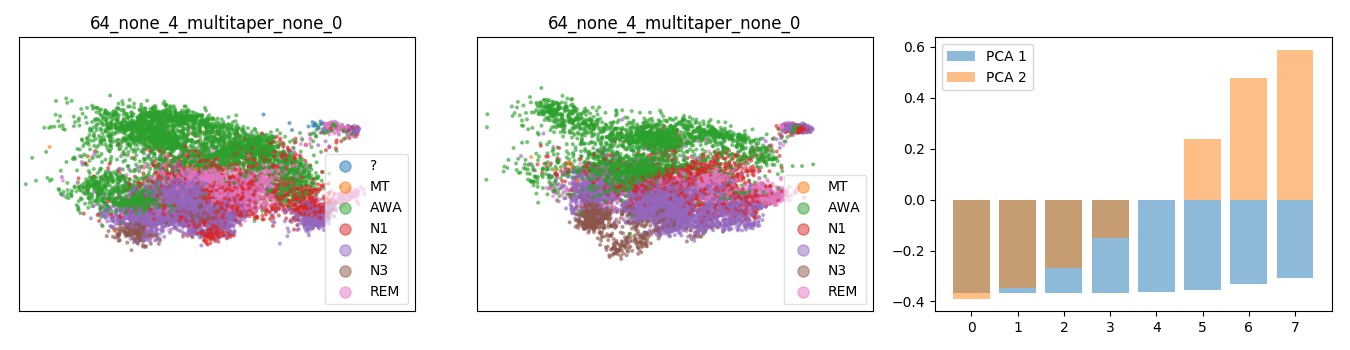 64_none_4_multitaper_none_0
?
MT
AWA
N1
N2
N3
REM
64_none_4_multitaper_none_0
MT
AWA
N1
N2
N3
REM
PCA 1
PCA 2
0.6
0.4
0.2
0.0
−0.2
−0.4
0 1 2 3 4 5 6 7